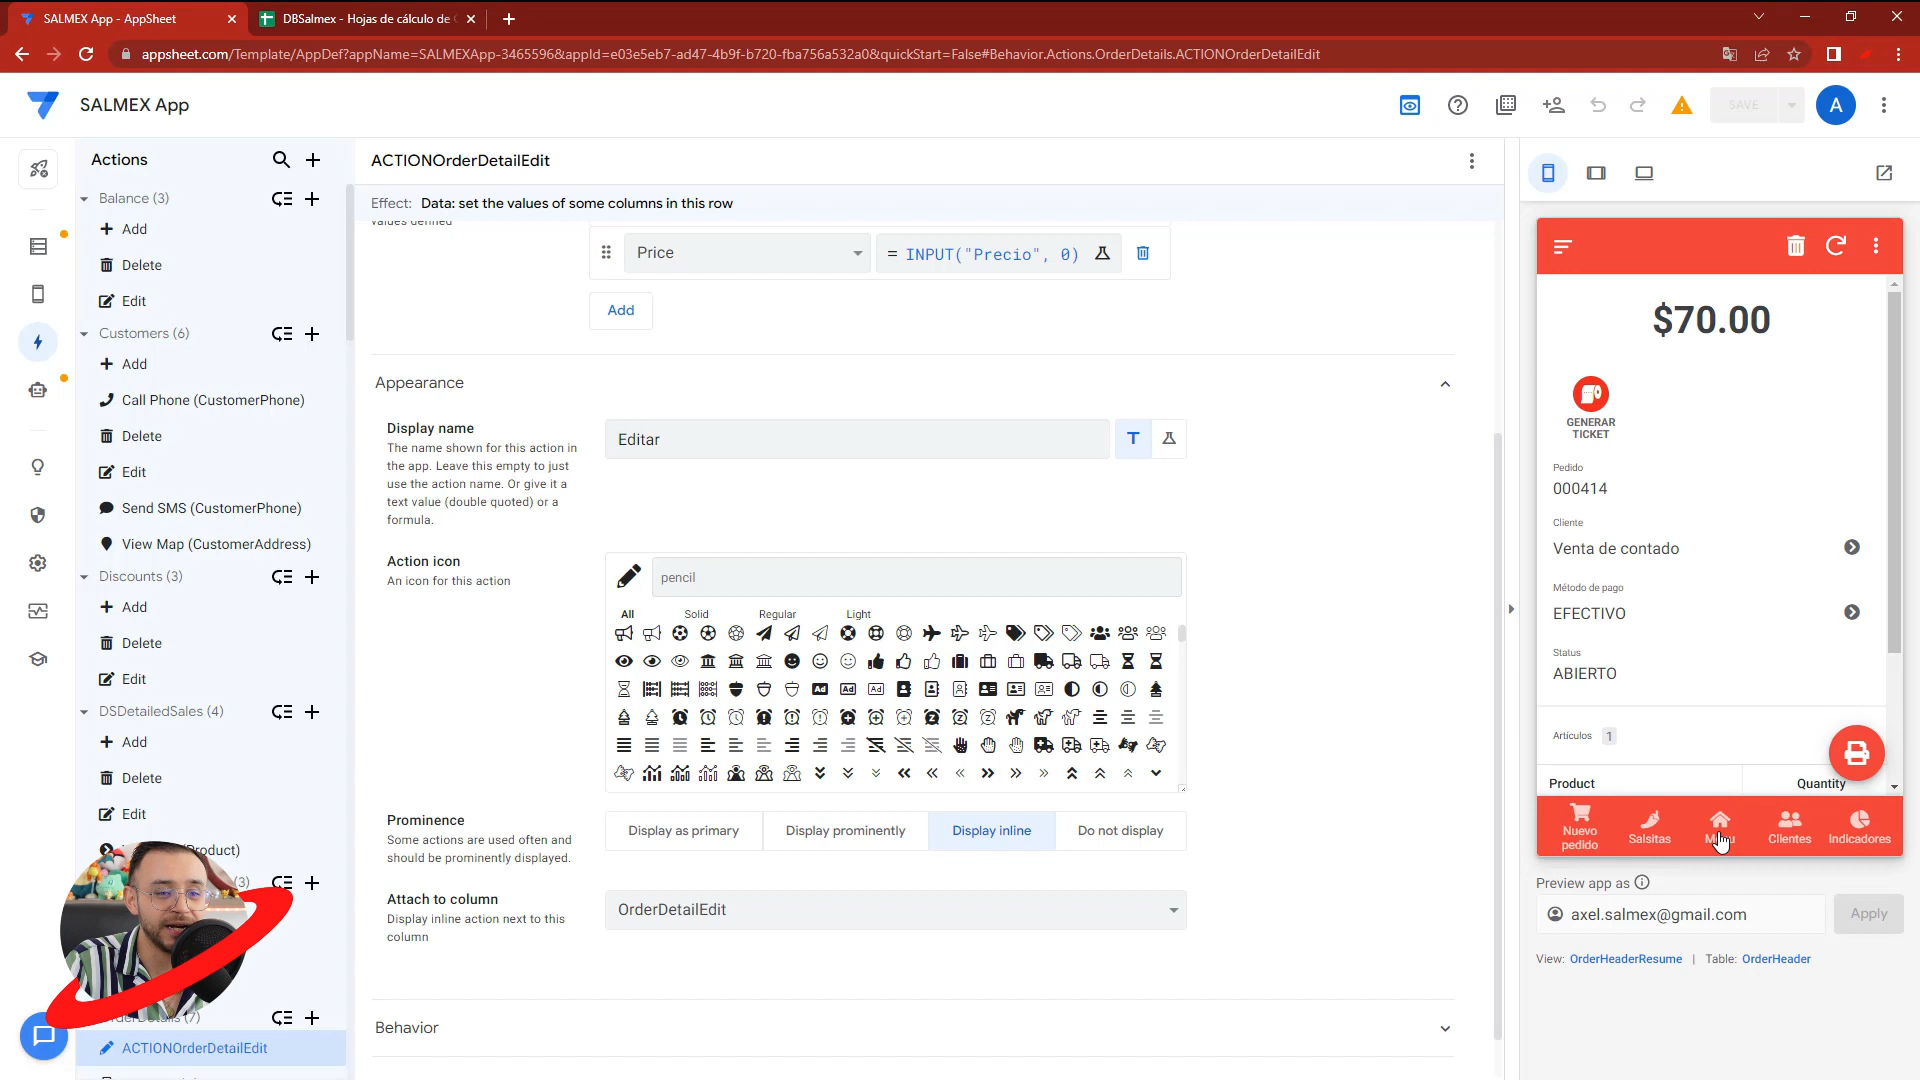 SALMEX App - AppSheet
DBSalmex - Hojas de cálculo de
appsheet.com/Template/AppDef?appName=SALMEXApp-3465596&appId=e03e5eb7-ad47-4b9f-b720-fba756a532a0&quickStart=False#Behavior.Actions.OrderDetails.ACTIONOrderDetailEdit
SALMEX App
SAVE
A
Actions
Balance (3)
Add
Delete
Edit
Customers (6)
Add
Call Phone (CustomerPhone)
Delete
Edit
Send SMS (CustomerPhone)
View Map (CustomerAddress)
Discounts (3)
Add
Delete
Edit
DSDetailedSales (4)
Add
Delete
Edit
Product)
(3)
(7)
ACTIONOrderDetailEdit
ACTIONOrderDetailEdit
Effect: Data: set the values of some columns in this row
values defined
Price
= INPUT("Precio", 0)
Add
Appearance
Display name
The name shown for this action in
the app. Leave this empty to just
use the action name. Or give it a
text value (double quoted) or a
formula.
Editar
T
Action icon
An icon for this action
pencil
All Solid Regular Light
Prominence
Some actions are used often and
should be prominently displayed.
Display as primary
Display prominently
Display inline
Do not display
Attach to column
Display inline action next to this
column
OrderDetailEdit
Behavior
$70.00
GENERAR
TICKET
Pedido
000414
Cliente
Venta de contado
Método de pago
EFECTIVO
Status
ABIERTO
Artículos 1
Product Quantity
Nuevo
pedido
Salsitas
Clientes
Indicadores
Preview app as
axel.salmex@gmail.com
Apply
View: OrderHeaderResume | Table: OrderHeader